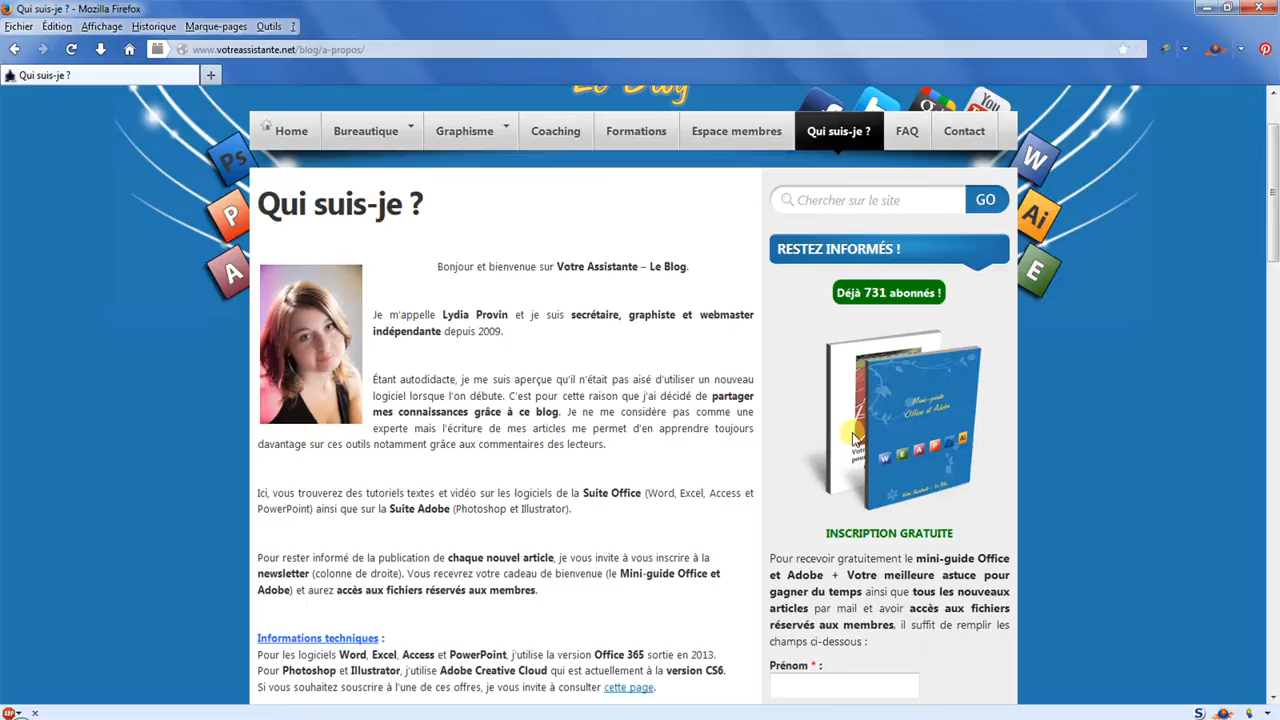 Qui suis-je ? - Mozilla Firefox
Fichier Édition Affichage Historique Marque-pages Outils ?
www.votreassistante.net/blog/a-propos/
Qui suis-je ?
You
Home Bureautique Graphisme Coaching Formations Espace membres Qui suis-je ? FAQ Contact
Ps
P
A
W
Ai
E
Qui suis-je ?
Bonjour et bienvenue sur Votre Assistante – Le Blog.
Je m'appelle Lydia Provin et je suis secrétaire, graphiste et webmaster
indépendante depuis 2009.
Étant autodidacte, je me suis aperçue qu'il n'était pas aisé d'utiliser un nouveau
logiciel lorsque l'on débute. C'est pour cette raison que j'ai décidé de partager
mes connaissances grâce à ce blog. Je ne me considère pas comme une
experte mais l'écriture de mes articles me permet d'en apprendre toujours
davantage sur ces outils notamment grâce aux commentaires des lecteurs.
Ici, vous trouverez des tutoriels textes et vidéo sur les logiciels de la Suite Office (Word, Excel, Access et
PowerPoint) ainsi que sur la Suite Adobe (Photoshop et Illustrator).
Pour rester informé de la publication de chaque nouvel article, je vous invite à vous inscrire à la
newsletter (colonne de droite). Vous recevrez votre cadeau de bienvenue (le Mini-guide Office et
Adobe) et aurez accès aux fichiers réservés aux membres.
Informations techniques :
Pour les logiciels Word, Excel, Access et PowerPoint, j'utilise la version Office 365 sortie en 2013.
Pour Photoshop et Illustrator, j'utilise Adobe Creative Cloud qui est actuellement à la version CS6.
Si vous souhaitez souscrire à l'une de ces offres, je vous invite à consulter cette page.
Chercher sur le site GO
RESTEZ INFORMÉS !
Déjà 731 abonnés !
Mini-guide
Office et Adobe
W E A P Ps Ai
Votre Assistante - Le Blog
INSCRIPTION GRATUITE
Pour recevoir gratuitement le mini-guide Office
et Adobe + Votre meilleure astuce pour
gagner du temps ainsi que tous les nouveaux
articles par mail et avoir accès aux fichiers
réservés aux membres, il suffit de remplir les
champs ci-dessous :
Prénom * :
ABP
S